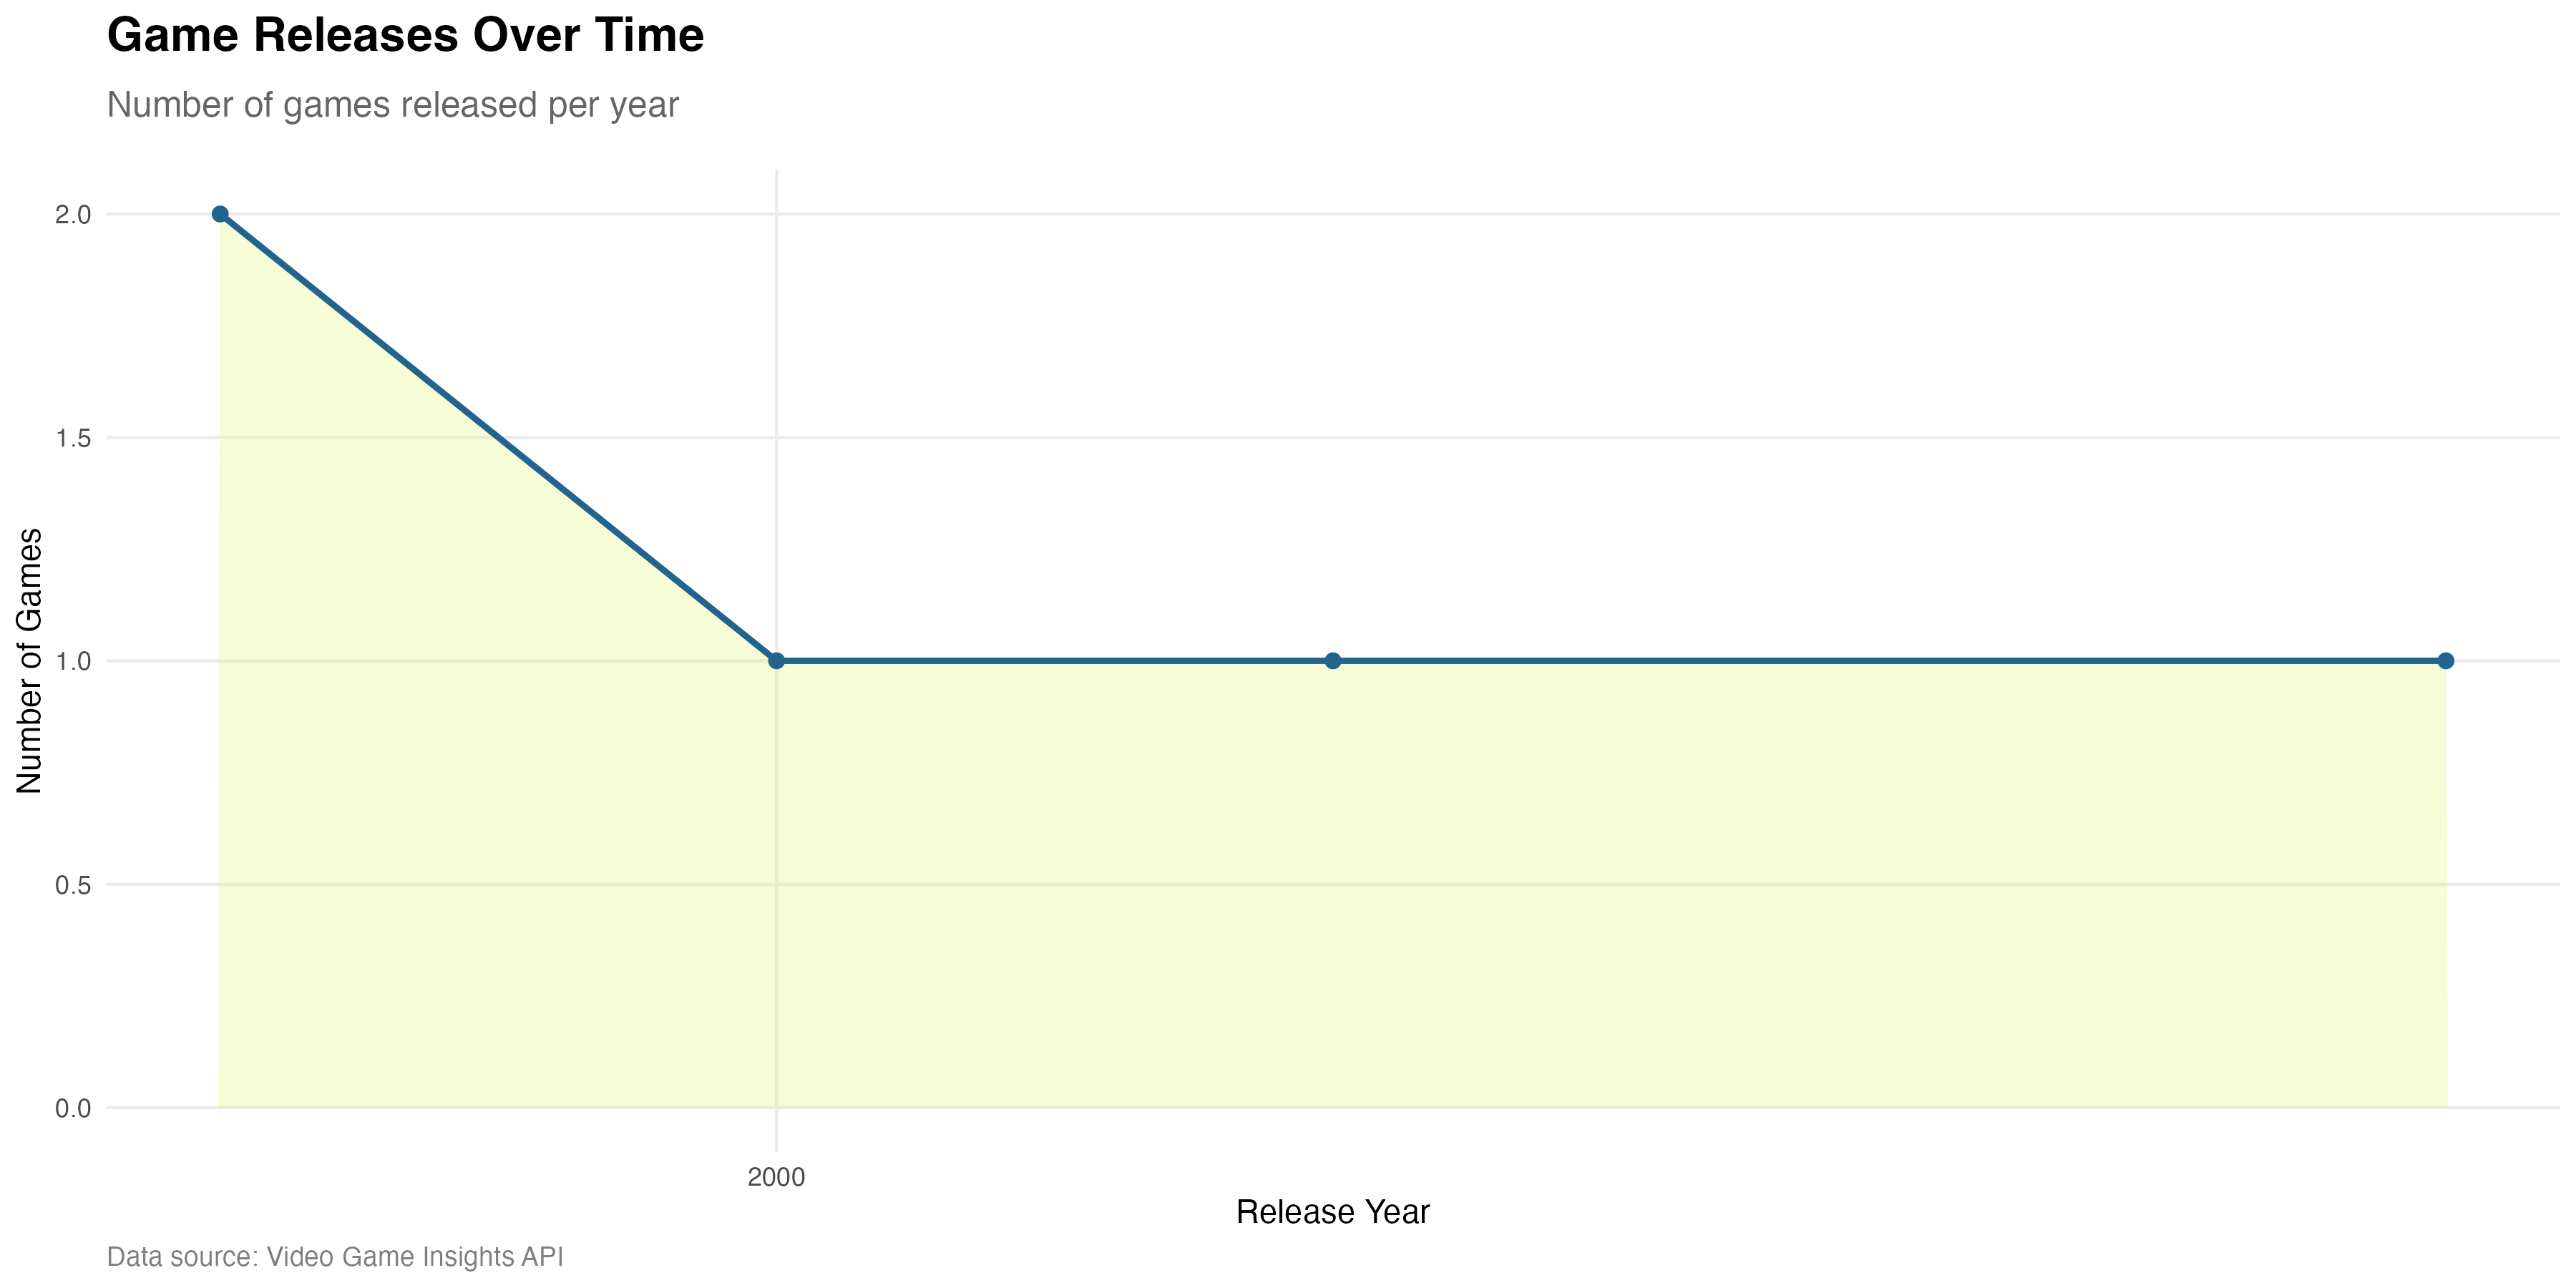 Game Releases Over Time
Number of games released per year
2.0
1.5
1.0
0.5
0.0
Number of Games
2000
Release Year
Data source: Video Game Insights API